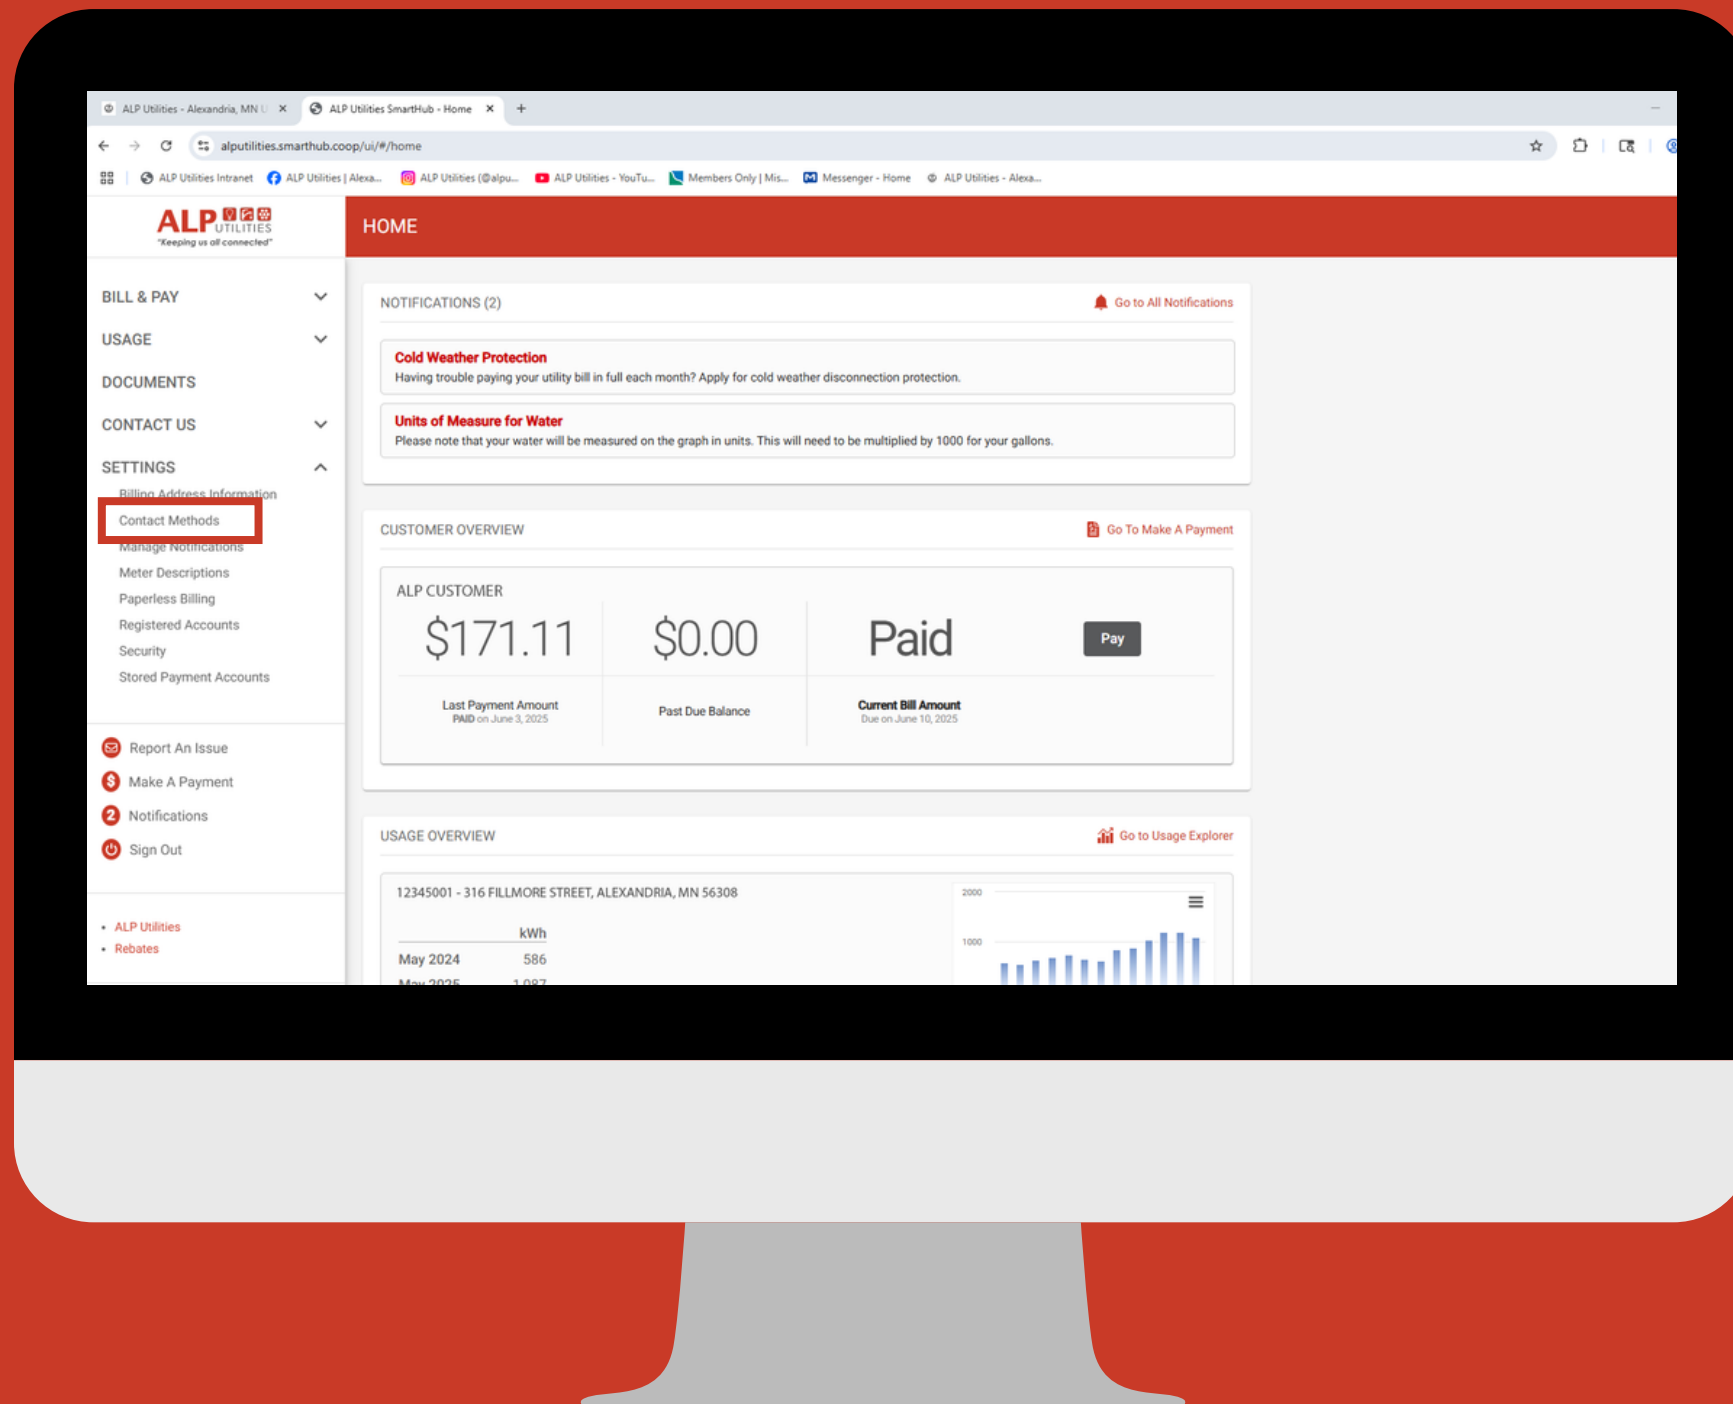 ALP Utilities - Alexandria, MN U
ALP Utilities SmartHub - Home
alputilities.smarthub.coop/ui/#/home
ALP Utilities Intranet
ALP Utilities | Alexa...
ALP Utilities (@alpu...
ALP Utilities - YouTu...
Members Only | Mis...
Messenger - Home
ALP Utilities - Alexa...
ALP
UTILITIES
"Keeping us all connected"
HOME
BILL & PAY
USAGE
DOCUMENTS
CONTACT US
SETTINGS
Billing Address Information
Contact Methods
Manage Notifications
Meter Descriptions
Paperless Billing
Registered Accounts
Security
Stored Payment Accounts
Report An Issue
$ Make A Payment
2 Notifications
Sign Out
• ALP Utilities
• Rebates
NOTIFICATIONS (2)
Go to All Notifications
Cold Weather Protection
Having trouble paying your utility bill in full each month? Apply for cold weather disconnection protection.
Units of Measure for Water
Please note that your water will be measured on the graph in units. This will need to be multiplied by 1000 for your gallons.
CUSTOMER OVERVIEW
Go To Make A Payment
ALP CUSTOMER
$171.11 $0.00 Paid Pay
Last Payment Amount
PAID on June 3, 2025
Past Due Balance
Current Bill Amount
Due on June 10, 2025
USAGE OVERVIEW
Go to Usage Explorer
12345001 - 316 FILLMORE STREET, ALEXANDRIA, MN 56308
kWh
May 2024 586
May 2025 1,087
2000
1000